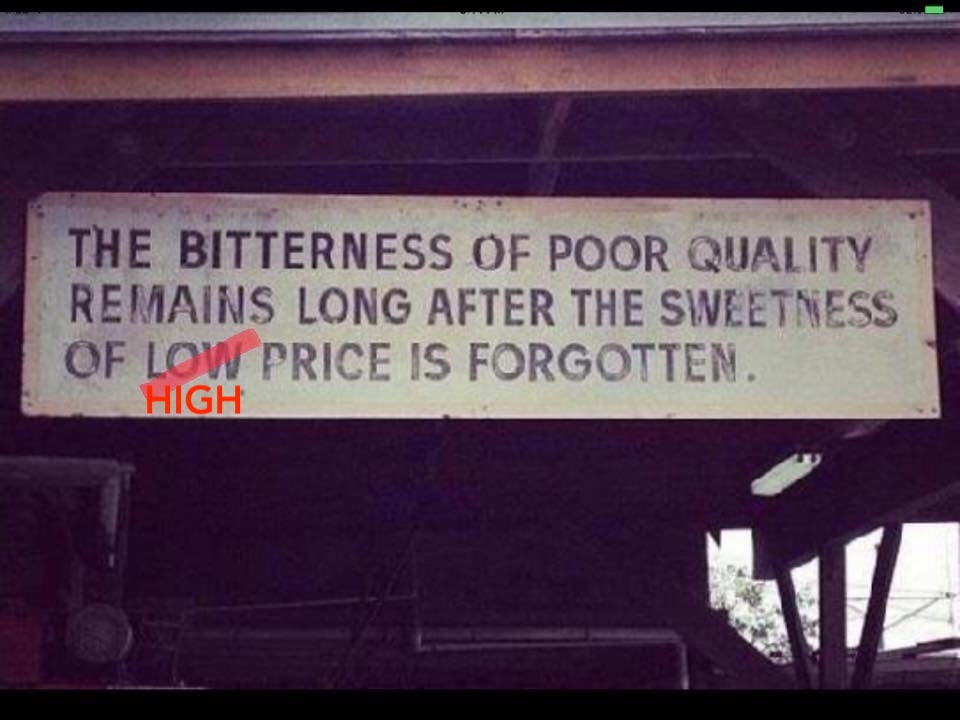 THE BITTERNESS OF POOR QUALITY
REMAINS LONG AFTER THE SWEETNESS
OF LOW PRICE IS FORGOTTEN.
HIGH